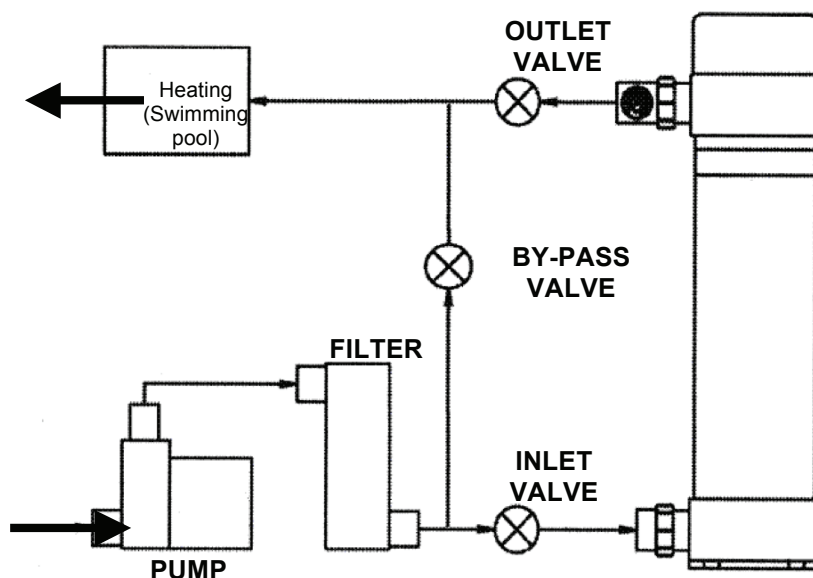 OUTLET
VALVE
Heating
(Swimming
pool)
BY-PASS
VALVE
FILTER
INLET
VALVE
PUMP